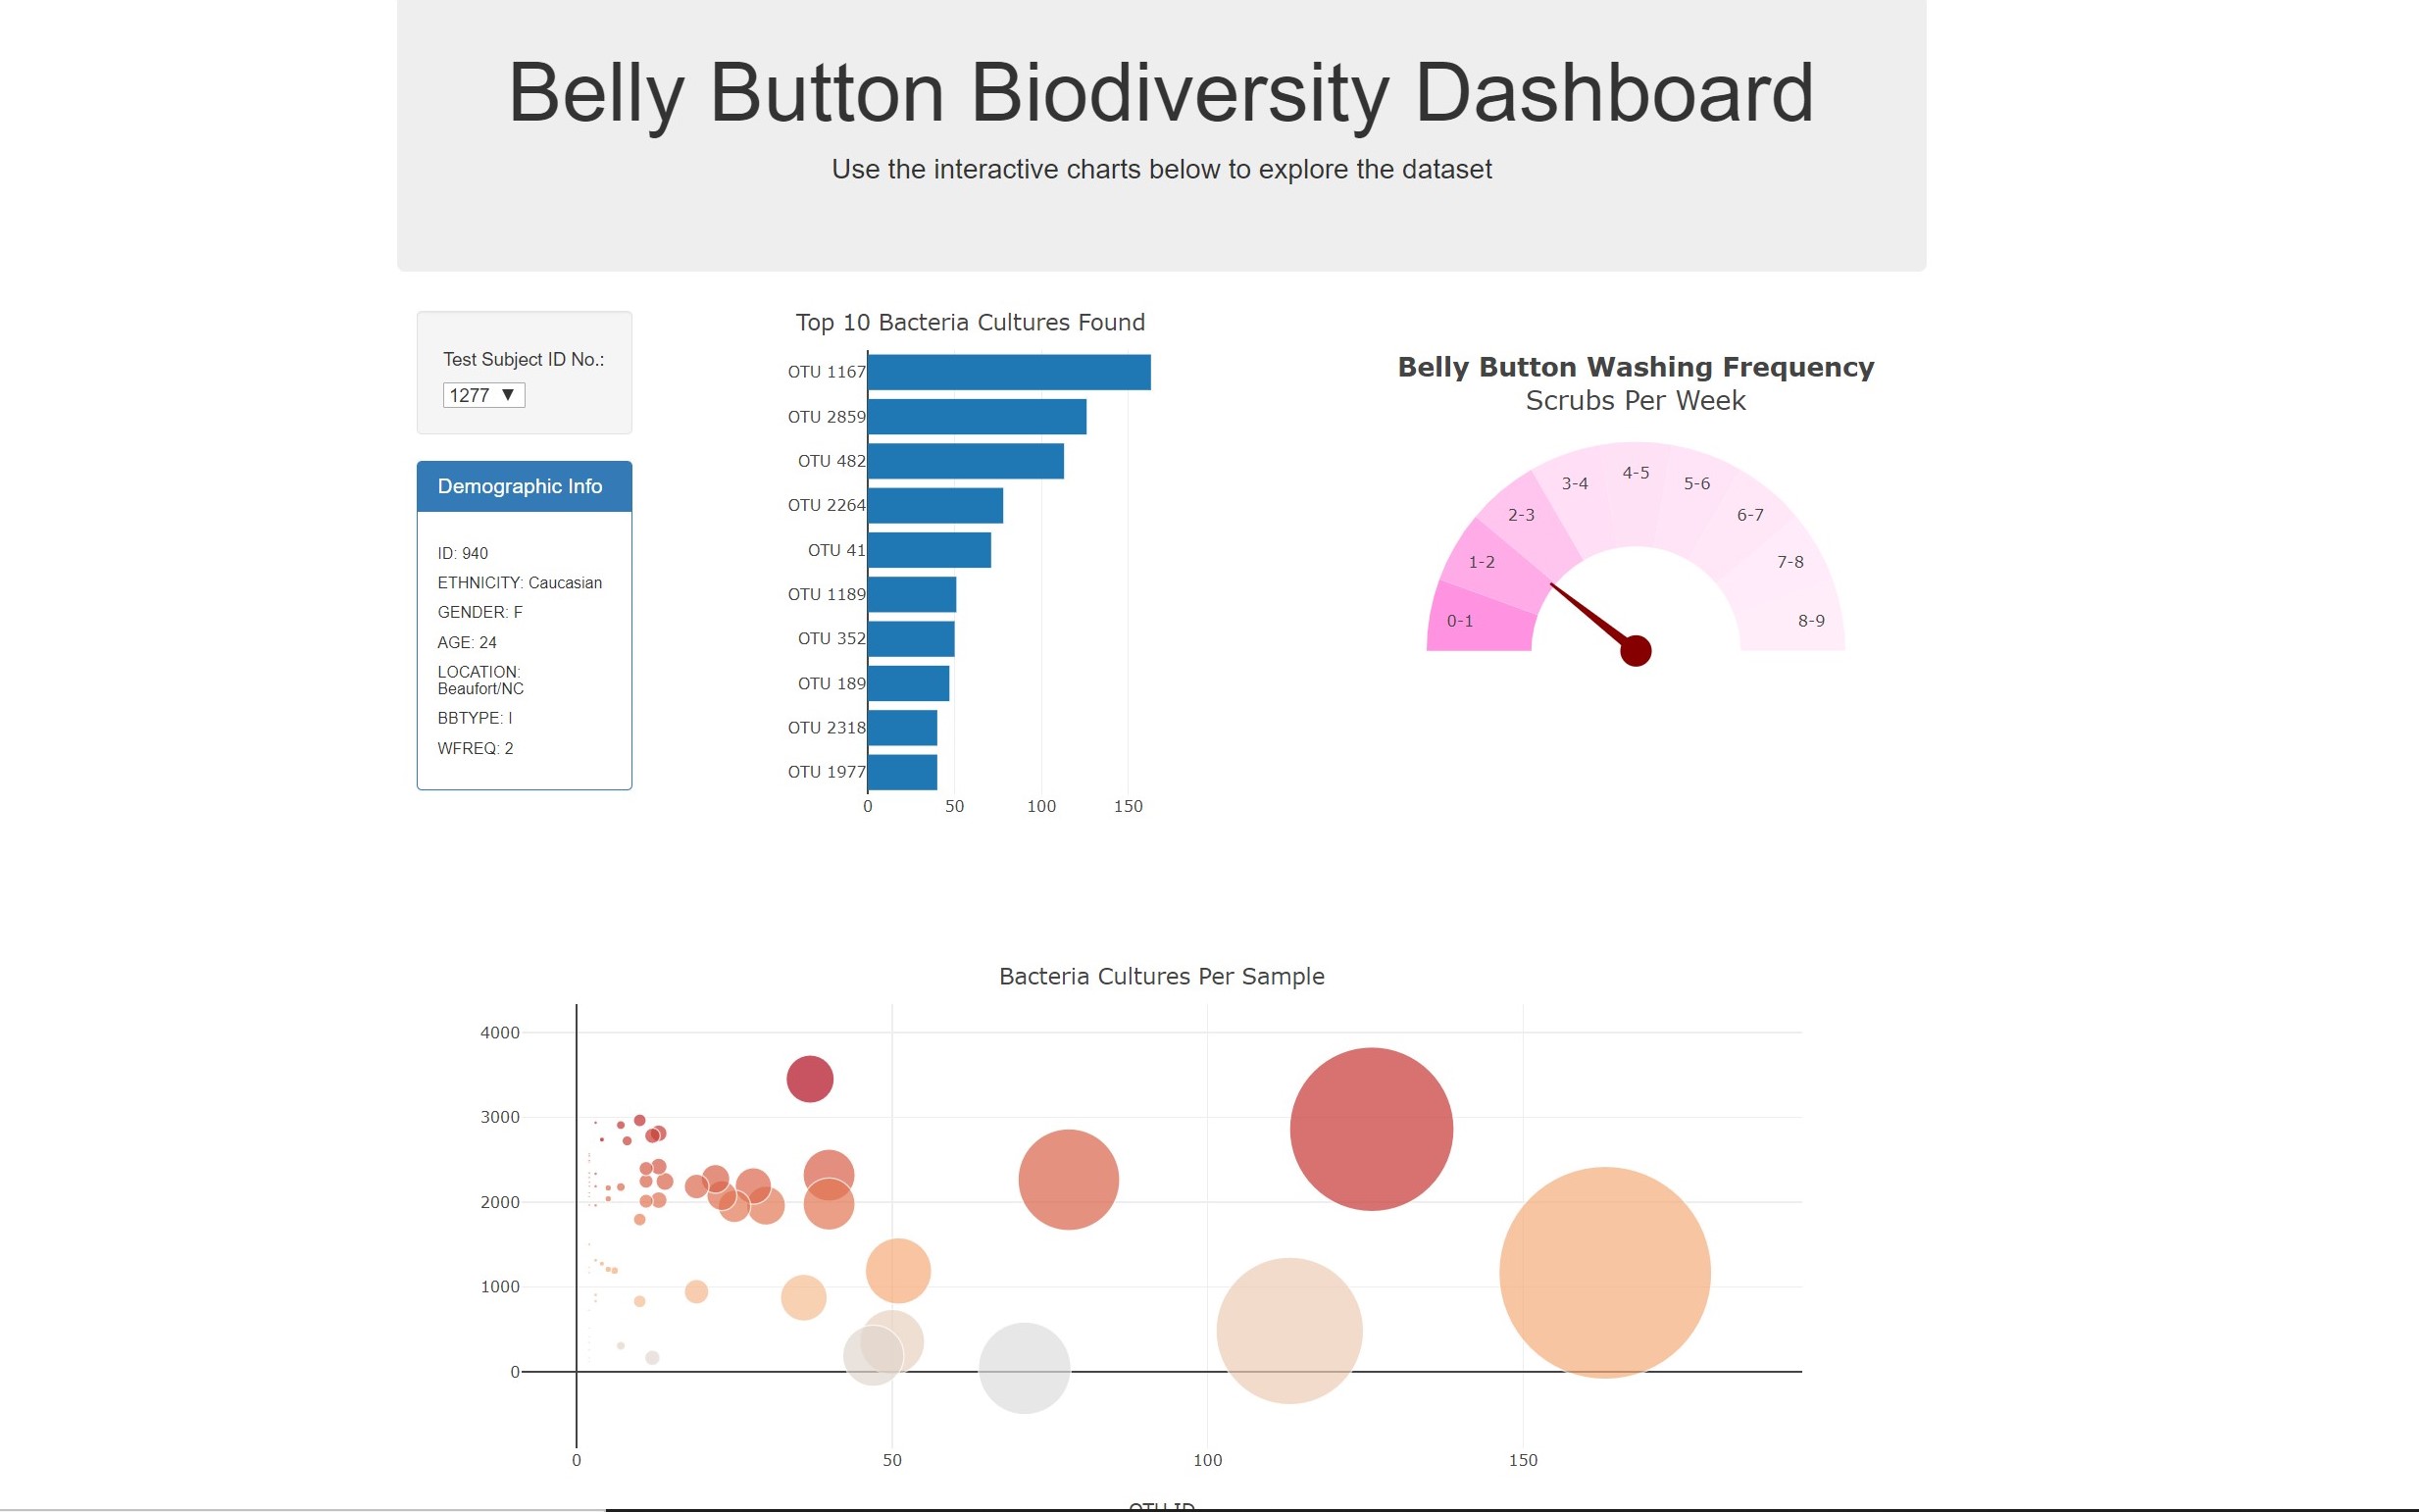 Belly Button Biodiversity Dashboard
Use the interactive charts below to explore the dataset
Test Subject ID No.:
1277 ▼
Demographic Info
ID: 940
ETHNICITY: Caucasian
GENDER: F
AGE: 24
LOCATION:
Beaufort/NC
BBTYPE: I
WFREQ: 2
Top 10 Bacteria Cultures Found
OTU 1167
OTU 2859
OTU 482
OTU 2264
OTU 41
OTU 1189
OTU 352
OTU 189
OTU 2318
OTU 1977
0 50 100 150
Belly Button Washing Frequency
Scrubs Per Week
0-1
1-2
2-3
3-4
4-5
5-6
6-7
7-8
8-9
Bacteria Cultures Per Sample
4000
3000
2000
1000
0
0 50 100 150
OTU ID